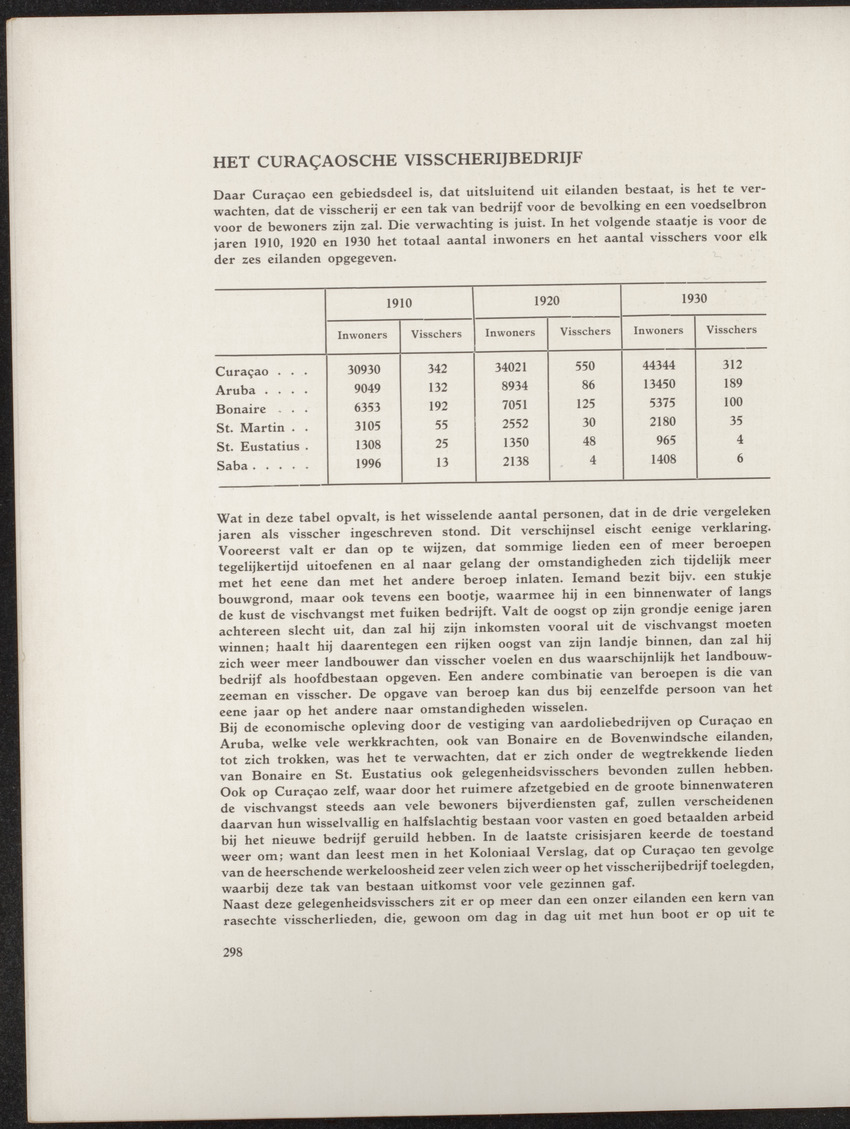 HET CURAÇAOSCHE VISSCHERIJBEDRIJF
Daar Curaçao een gebiedsdeel is, dat uitsluitend uit eilanden bestaat, is het te ver-
wachten, dat de visscherij er een tak van bedrijf voor de bevolking en een voedselbron
voor de bewoners zijn zal. Die verwachting is juist. In het volgende staatje is voor de
jaren 1910, 1920 en 1930 het totaal aantal inwoners en het aantal visschers voor elk
der zes eilanden opgegeven.
1910 1920 1930
Inwoners Visschers Inwoners Visschers Inwoners Visschers
Curaçao . . . 30930 342 34021 550 44344 312
Aruba . . . . 9049 132 8934 86 13450 189
Bonaire . . . 6353 192 7051 125 5375 100
St. Martin . . 3105 55 2552 30 2180 35
St. Eustatius . 1308 25 1350 48 965 4
Saba . . . . . 1996 13 2138 4 1408 6
Wat in deze tabel opvalt, is het wisselende aantal personen, dat in de drie vergeleken
jaren als visscher ingeschreven stond. Dit verschijnsel eischt eenige verklaring.
Vooreerst valt er dan op te wijzen, dat sommige lieden een of meer beroepen
tegelijkertijd uitoefenen en al naar gelang der omstandigheden zich tijdelijk meer
met het eene dan met het andere beroep inlaten. Iemand bezit bijv. een stukje
bouwgrond, maar ook tevens een bootje, waarmee hij in een binnenwater of langs
de kust de vischvangst met fuiken bedrijft. Valt de oogst op zijn grondje eenige jaren
achtereen slecht uit, dan zal hij zijn inkomsten vooral uit de vischvangst moeten
winnen; haalt hij daarentegen een rijken oogst van zijn landje binnen, dan zal hij
zich weer meer landbouwer dan visscher voelen en dus waarschijnlijk het landbouw-
bedrijf als hoofdbestaan opgeven. Een andere combinatie van beroepen is die van
zeeman en visscher. De opgave van beroep kan dus bij eenzelfde persoon van het
eene jaar op het andere naar omstandigheden wisselen.
Bij de economische opleving door de vestiging van aardoliebedrijven op Curaçao en
Aruba, welke vele werkkrachten, ook van Bonaire en de Bovenwindsche eilanden,
tot zich trokken, was het te verwachten, dat er zich onder de wegtrekkende lieden
van Bonaire en St. Eustatius ook gelegenheidsvisschers bevonden zullen hebben.
Ook op Curaçao zelf, waar door het ruimere afzetgebied en de groote binnenwateren
de vischvangst steeds aan vele bewoners bijverdiensten gaf, zullen verscheidenen
daarvan hun wisselvallig en halfslachtig bestaan voor vasten en goed betaalden arbeid
bij het nieuwe bedrijf geruild hebben. In de laatste crisisjaren keerde de toestand
weer om; want dan leest men in het Koloniaal Verslag, dat op Curaçao ten gevolge
van de heerschende werkeloosheid zeer velen zich weer op het visscherijbedrijf toelegden,
waarbij deze tak van bestaan uitkomst voor vele gezinnen gaf.
Naast deze gelegenheidsvisschers zit er op meer dan een onzer eilanden een kern van
rasechte visscherlieden, die, gewoon om dag in dag uit met hun boot er op uit te
298